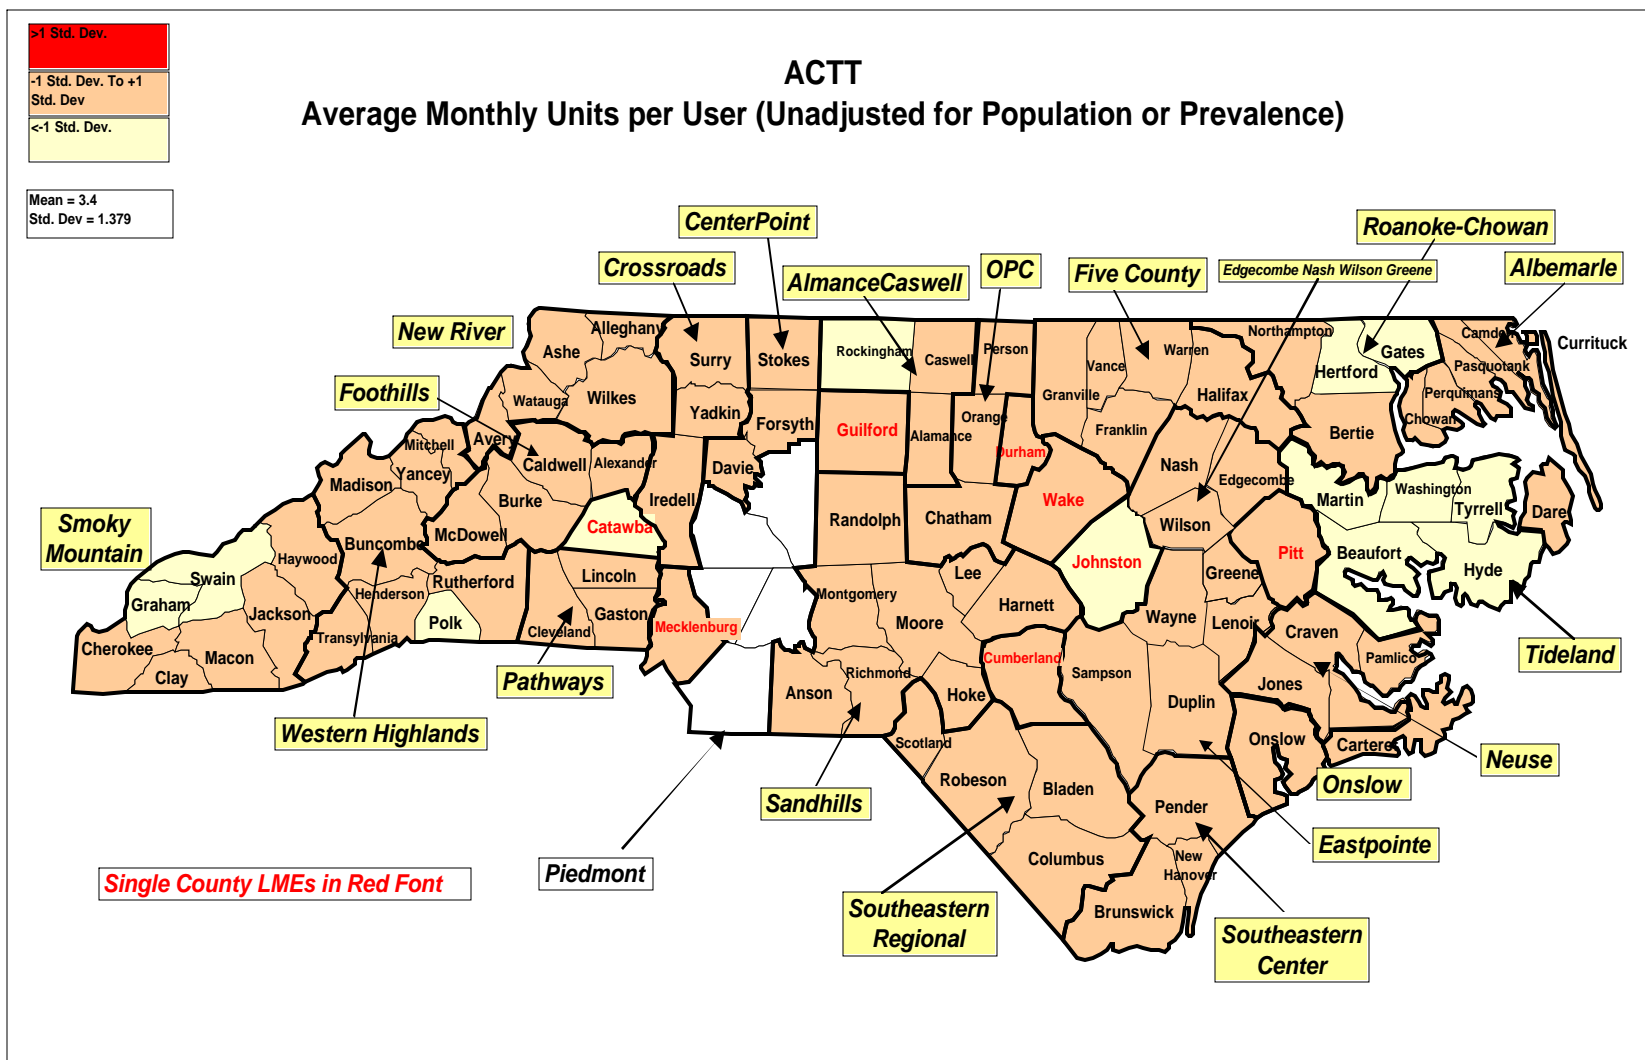 >1 Std. Dev.
-1 Std. Dev. To +1
Std. Dev
<-1 Std. Dev.
Mean = 3.4
Std. Dev = 1.379
ACTT
Average Monthly Units per User (Unadjusted for Population or Prevalence)
CenterPoint
Roanoke-Chowan
Crossroads
AlmanceCaswell
OPC
Five County
Edgecombe Nash Wilson Greene
Albemarle
New River
Foothills
Smoky
Mountain
Alleghany
Ashe
Surry
Stokes
Rockingham
Caswell
Person
Vance
Warren
Northampton
Gates
Hertford
Camden
Currituck
Pasquotank
Perquimans
Chowan
Watauga
Wilkes
Yadkin
Forsyth
Guilford
Alamance
Orange
Durham
Granville
Franklin
Halifax
Bertie
Mitchell
Avery
Yancey
Caldwell
Alexander
Davie
Iredell
Madison
Burke
McDowell
Catawba
Randolph
Chatham
Wake
Nash
Edgecombe
Wilson
Martin
Washington
Tyrrell
Dare
Buncombe
Haywood
Swain
Graham
Jackson
Henderson
Rutherford
Polk
Lincoln
Gaston
Cleveland
Mecklenburg
Montgomery
Lee
Harnett
Moore
Johnston
Greene
Pitt
Beaufort
Hyde
Wayne
Lenoir
Craven
Pamlico
Cherokee
Clay
Macon
Transylvania
Anson
Richmond
Hoke
Cumberland
Sampson
Duplin
Jones
Onslow
Carteret
Scotland
Robeson
Bladen
Pender
Columbus
New
Hanover
Brunswick
Pathways
Western Highlands
Tideland
Neuse
Onslow
Sandhills
Eastpointe
Piedmont
Single County LMEs in Red Font
Southeastern
Regional
Southeastern
Center